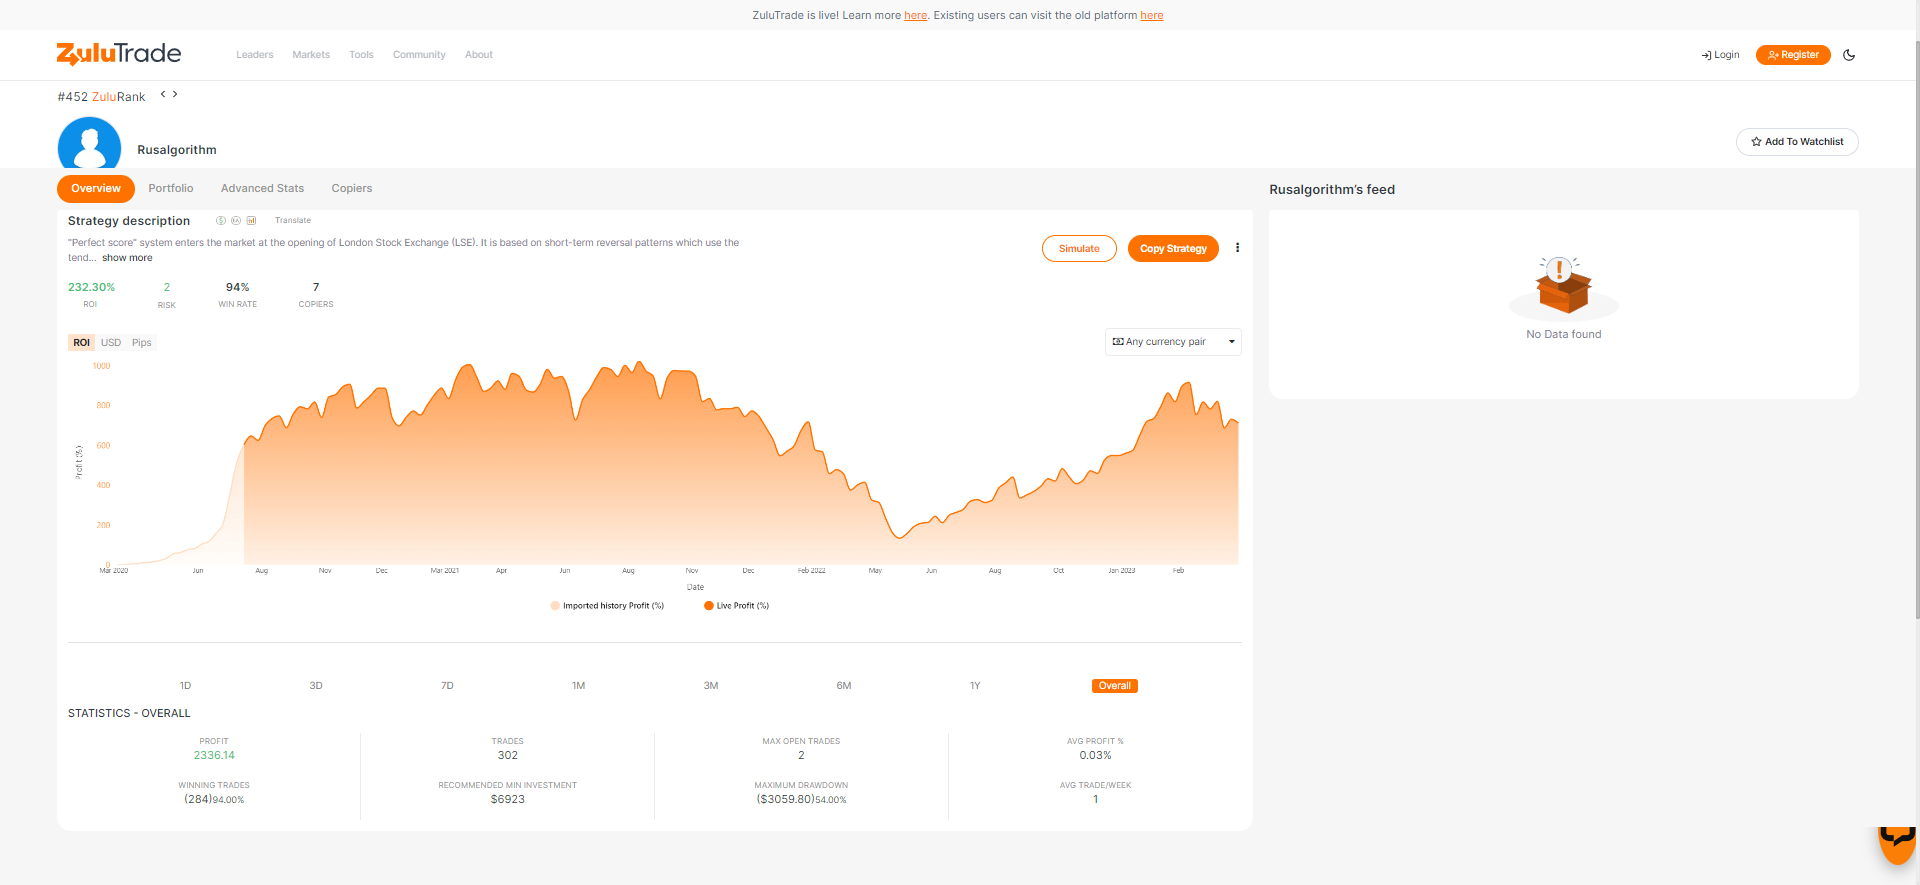 ZuluTrade is live! Learn more here. Existing users can visit the old platform here
ZuluTrade
Leaders Markets Tools Community About
Login Register
#452 ZuluRank < >
Rusalgorithm
Add To Watchlist
Overview Portfolio Advanced Stats Copiers
Rusalgorithm's feed
Strategy description Translate
"Perfect score" system enters the market at the opening of London Stock Exchange (LSE). It is based on short-term reversal patterns which use the
tend... show more
Simulate Copy Strategy
232.30% 2 94% 7
ROI RISK WIN RATE COPIERS
No Data found
ROI USD Pips
Any currency pair
1000
800
600
400
200
0
Profit (%)
Mar 2020 Jun Aug Nov Dec Mar 2021 Apr Jun Aug Nov Dec Feb 2022 May Jun Aug Oct Jan 2023 Feb
Date
Imported history Profit (%) Live Profit (%)
1D 3D 7D 1M 3M 6M 1Y Overall
STATISTICS - OVERALL
PROFIT TRADES MAX OPEN TRADES AVG PROFIT %
2336.14 302 2 0.03%
WINNING TRADES RECOMMENDED MIN INVESTMENT MAXIMUM DRAWDOWN AVG TRADE/WEEK
(284)94.00% $6923 ($3059.80)54.00% 1